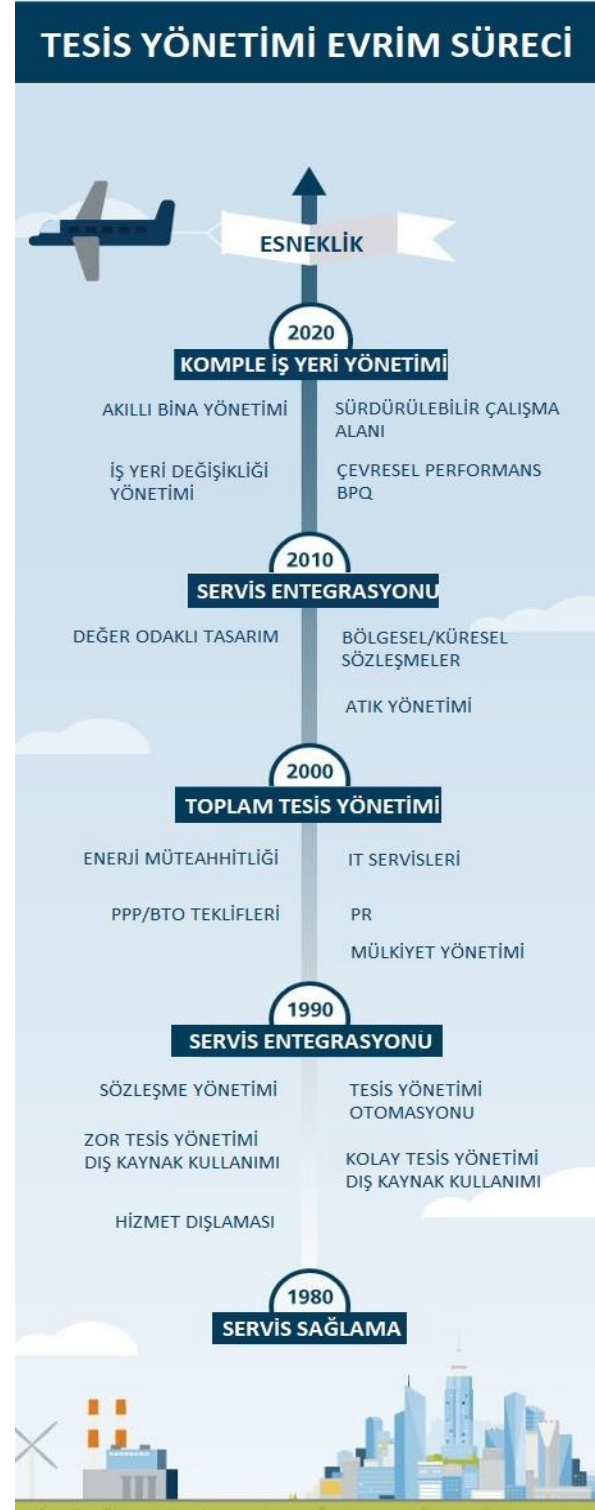 TESİS YÖNETİMİ EVRİM SÜRECİ
ESNEKLİK
2020
KOMPLE İŞ YERİ YÖNETİMİ
AKILLI BİNA YÖNETİMİ
SÜRDÜRÜLEBİLİR ÇALIŞMA
ALANI
İŞ YERİ DEĞİŞİKLİĞİ
YÖNETİMİ
ÇEVRESEL PERFORMANS
BPQ
2010
SERVİS ENTEGRASYONU
DEĞER ODAKLI TASARIM
BÖLGESEL/KÜRESEL
SÖZLEŞMELER
ATIK YÖNETİMİ
2000
TOPLAM TESİS YÖNETİMİ
ENERJİ MÜTEAHHİTLİĞİ
IT SERVİSLERİ
PPP/BTO TEKLİFLERİ
PR
MÜLKİYET YÖNETİMİ
1990
SERVİS ENTEGRASYONU
SÖZLEŞME YÖNETİMİ
TESİS YÖNETİMİ
OTOMASYONU
ZOR TESİS YÖNETİMİ
DIŞ KAYNAK KULLANIMI
KOLAY TESİS YÖNETİMİ
DIŞ KAYNAK KULLANIMI
HİZMET DIŞLAMASI
1980
SERVİS SAĞLAMA